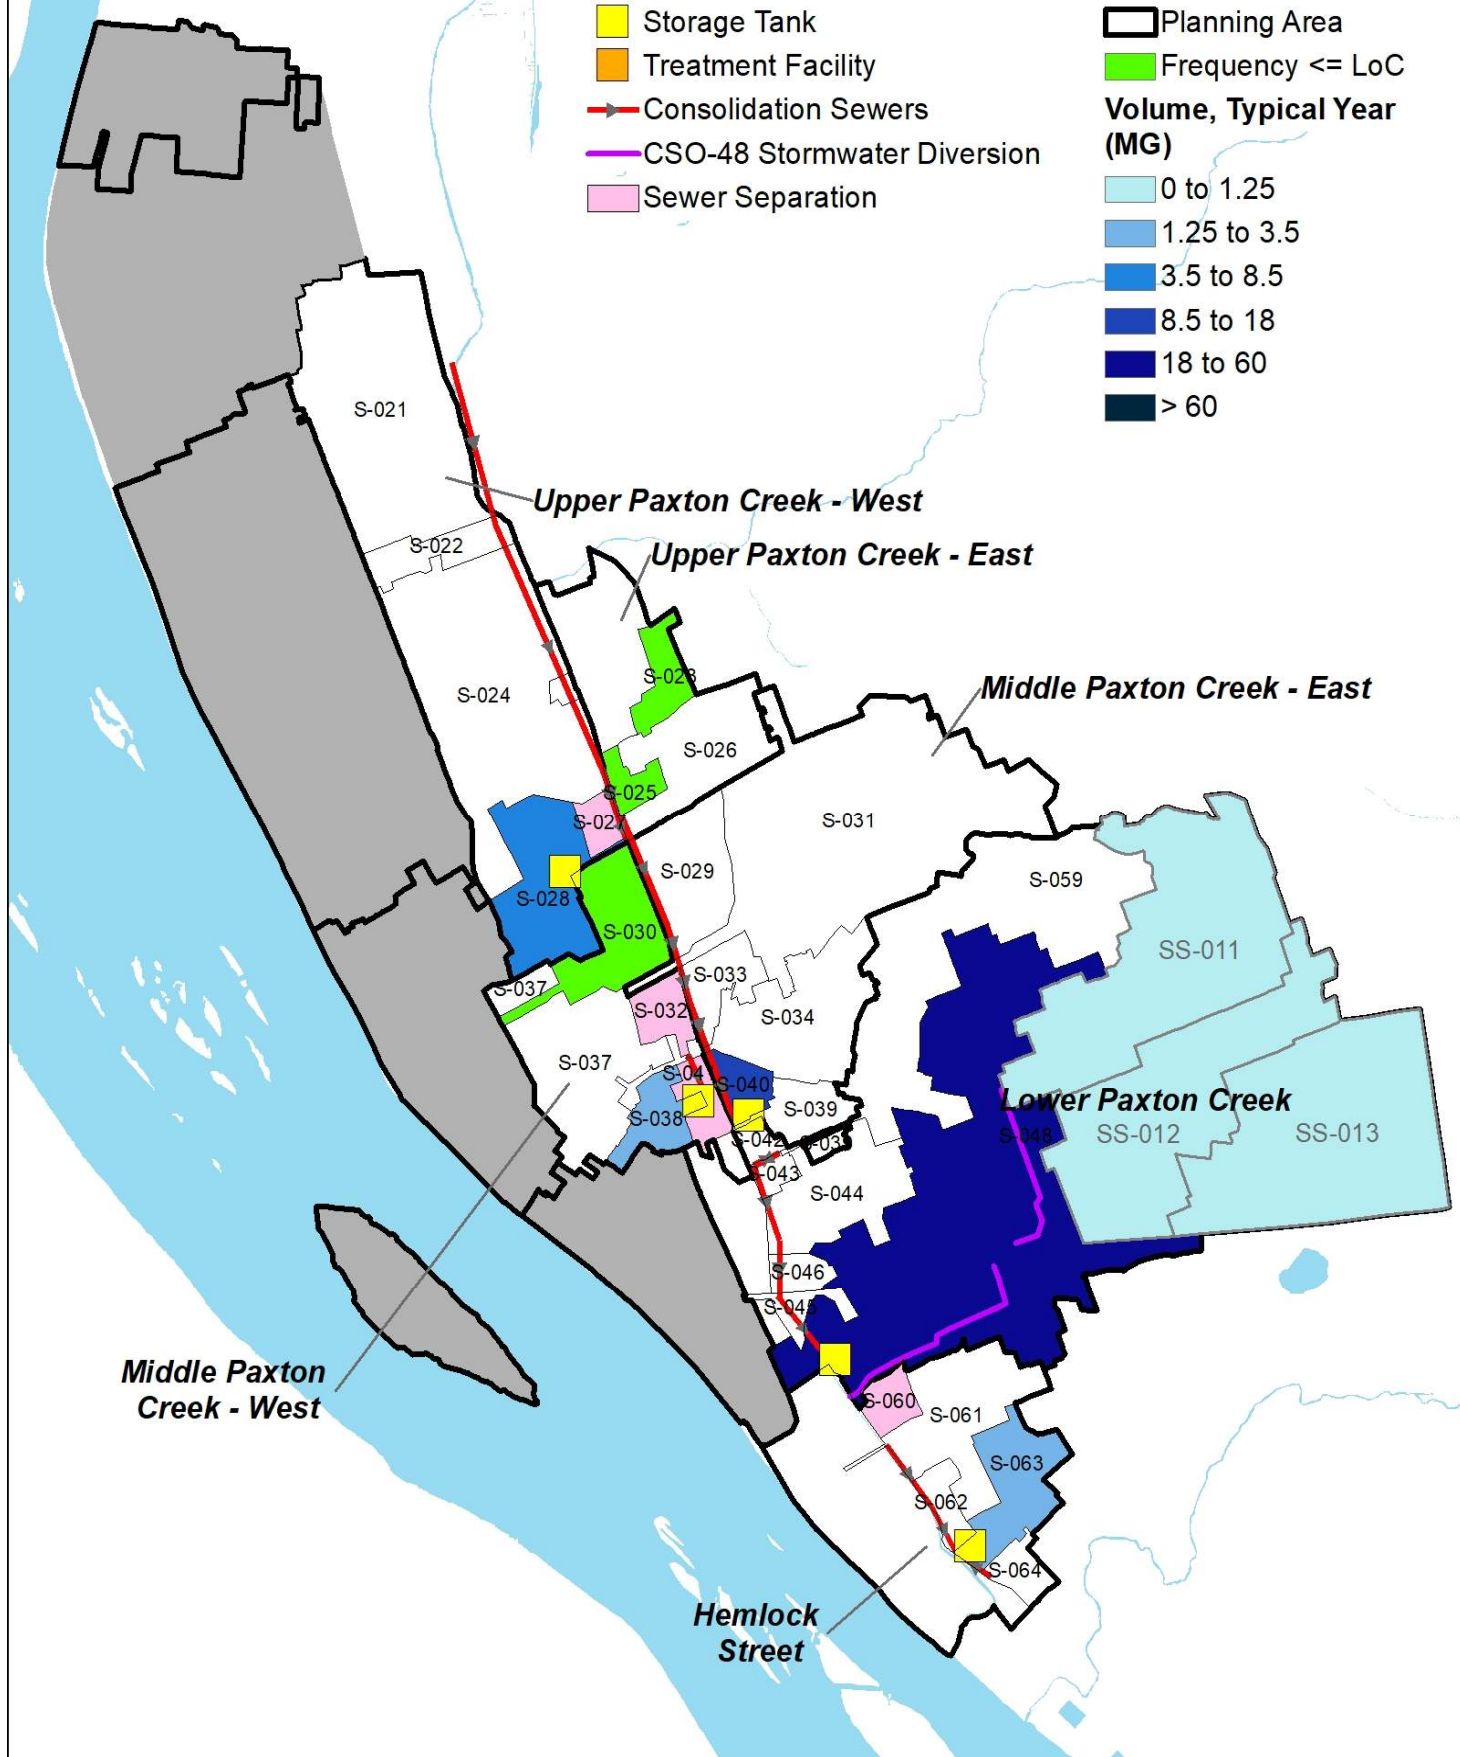 Storage Tank
Treatment Facility
Consolidation Sewers
CSO-48 Stormwater Diversion
Sewer Separation
Planning Area
Frequency <= LoC
Volume, Typical Year
(MG)
0 to 1.25
1.25 to 3.5
3.5 to 8.5
8.5 to 18
18 to 60
> 60
S-021
Upper Paxton Creek - West
S-022
Upper Paxton Creek - East
S-023
Middle Paxton Creek - East
S-024
S-026
S-025
S-027
S-031
S-029
S-059
S-028
S-030
SS-011
S-033
S-037
S-032
S-034
S-037
S-040
Lower Paxton Creek
S-038
S-039
S-048
SS-012
SS-013
S-042
S-043
S-044
S-046
S-045
Middle Paxton
Creek - West
S-060
S-061
S-063
S-062
S-064
Hemlock
Street